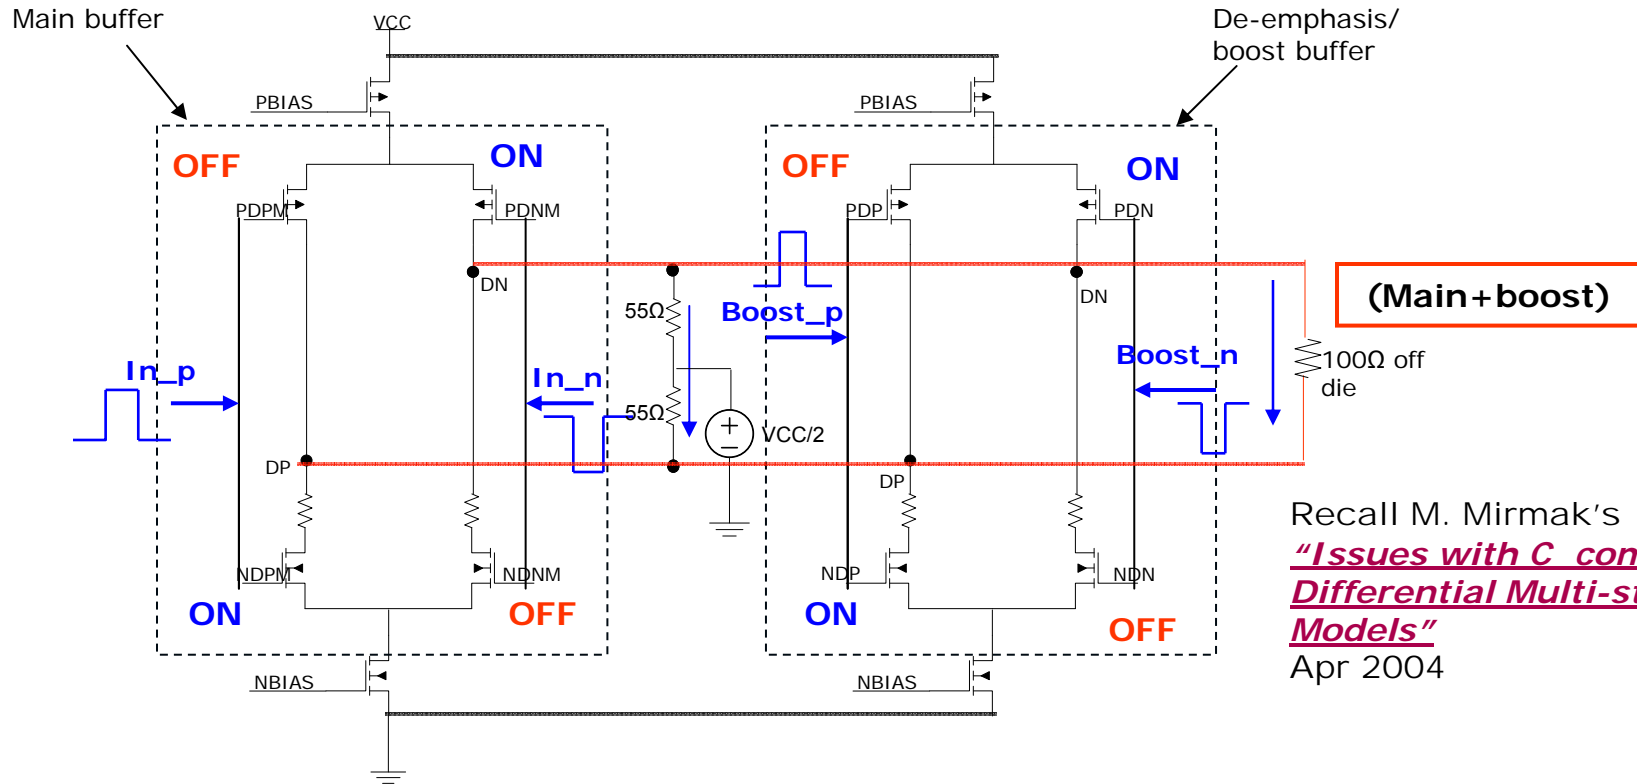 Main buffer
VCC
De-emphasis/
boost buffer
PBIAS
PBIAS
OFF
ON
OFF
ON
PDPM
PDNM
PDP
PDN
DN
DN
55Ω
Boost_p
(Main+boost)
In_p
In_n
Boost_n
100Ω off
die
55Ω
VCC/2
DP
DP
NDPM
NDNM
NDP
NDN
ON
OFF
ON
OFF
NBIAS
NBIAS
Recall M. Mirmak's
"Issues with C_con
Differential Multi-st
Models"
Apr 2004